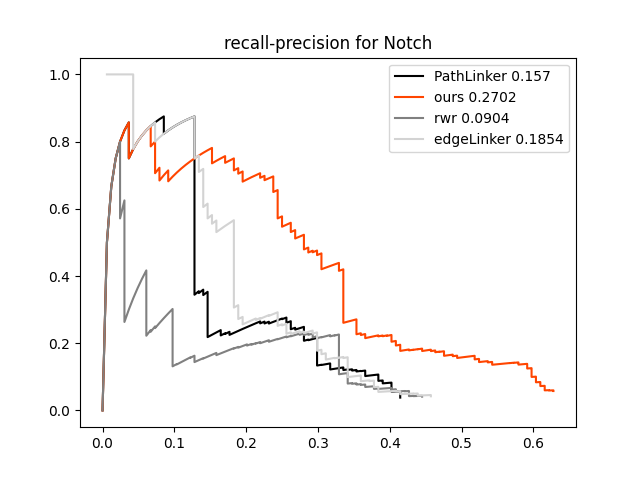 recall-precision for Notch
PathLinker 0.157
ours 0.2702
rwr 0.0904
edgeLinker 0.1854
1.0
0.8
0.6
0.4
0.2
0.0
0.0 0.1 0.2 0.3 0.4 0.5 0.6